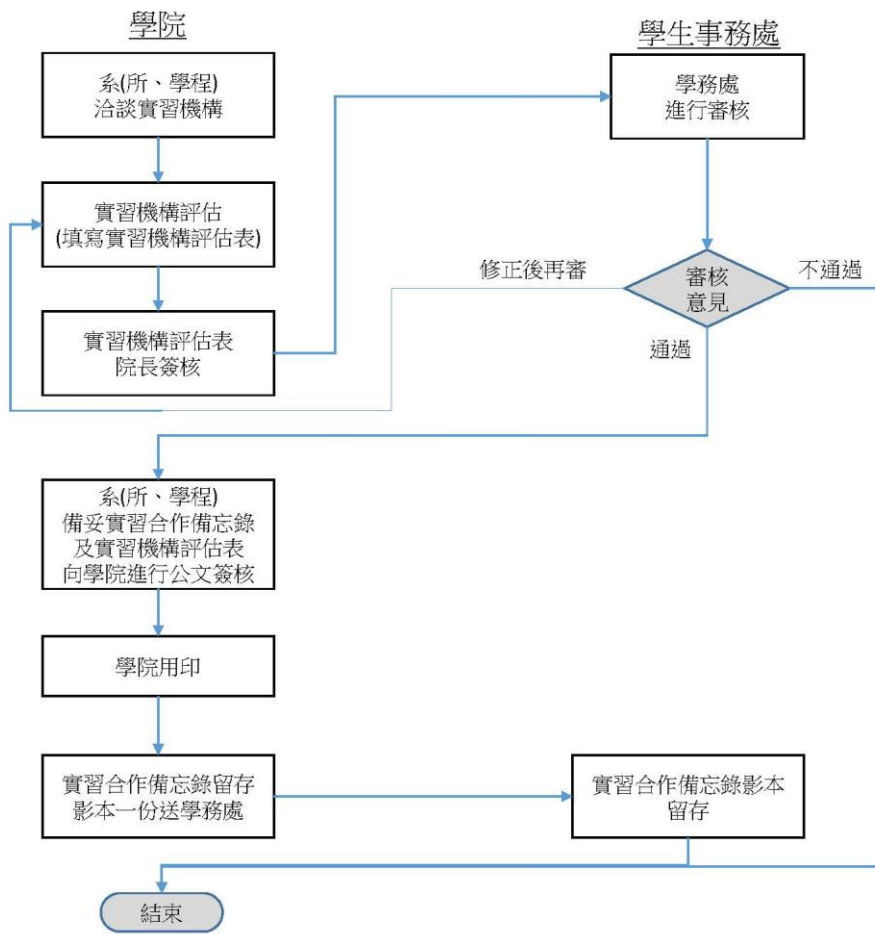 學院
學生事務處
系(所、學程)
洽談實習機構
學務處
進行審核
實習機構評估
(填寫實習機構評估表)
修正後再審
審核
意見
不通過
通過
實習機構評估表
院長簽核
系(所、學程)
備妥實習合作備忘錄
及實習機構評估表
向學院進行公文簽核
學院用印
實習合作備忘錄留存
影本一份送學務處
實習合作備忘錄影本
留存
結束